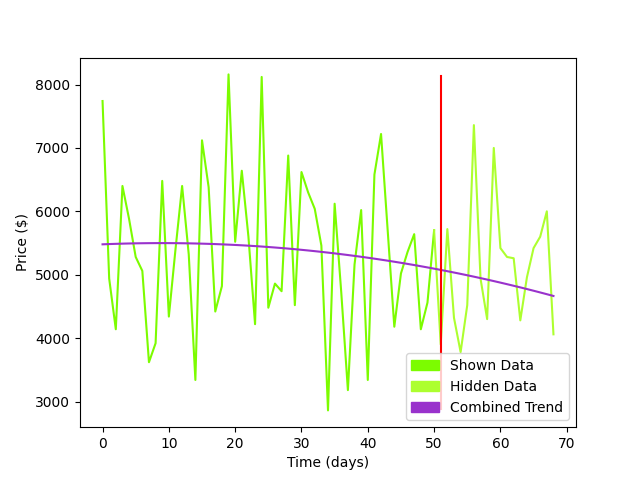 8000
7000
6000
5000
4000
3000
Price ($)
0 10 20 30 40 50 60 70
Time (days)
Shown Data
Hidden Data
Combined Trend